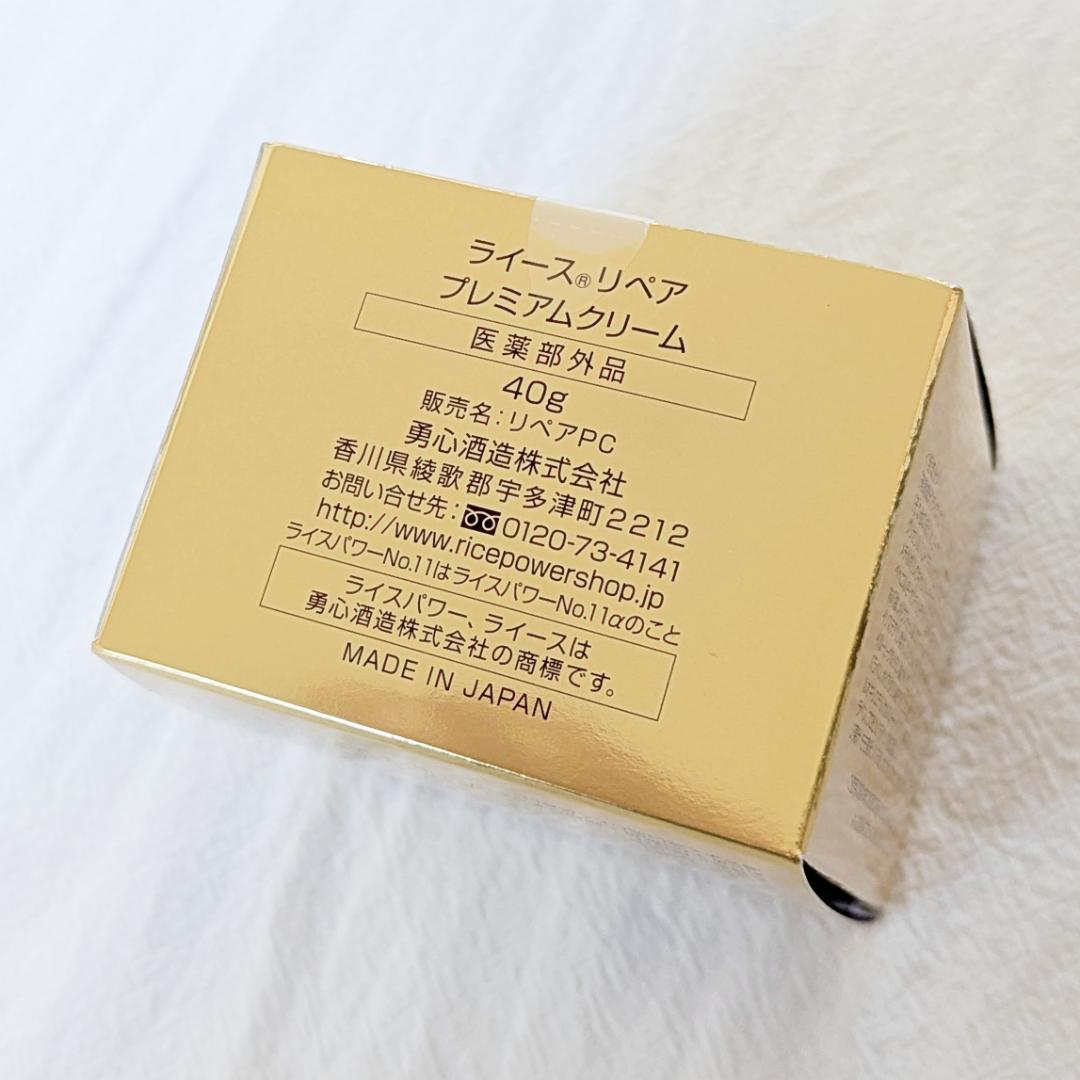 ライース®リペア
プレミアムクリーム
医薬部外品
40g
販売名：リペアPC
勇心酒造株式会社
香川県綾歌郡宇多津町2212
お問い合せ先：0120-73-4141
http://www.ricepowershop.jp
ライスパワーNo.11はライスパワーNo.11αのこと
ライスパワー、ライースは
勇心酒造株式会社の商標です。
MADE IN JAPAN